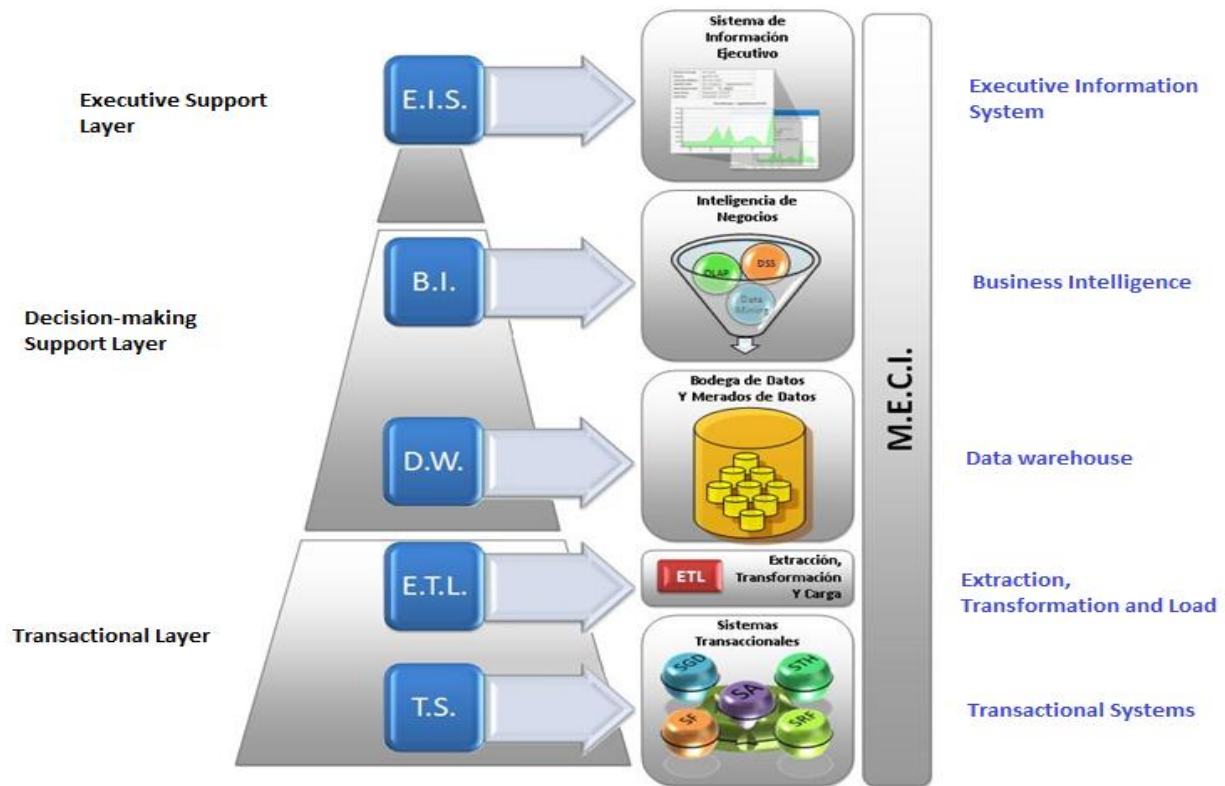 Sistema de
Información
Ejecutivo
Executive Support
Layer
E.I.S.
Executive Information
System
Inteligencia de
Negocios
B.I.
OLAP
DSS
Data
Mining
Business Intelligence
Decision-making
Support Layer
M.E.C.I.
Bodega de Datos
Y Merados de Datos
D.W.
Data warehouse
E.T.L.
ETL
Extracción,
Transformación
Y Carga
Extraction,
Transformation and Load
Transactional Layer
Sistemas
Transaccionales
T.S.
SGD
STH
SA
SF
SRF
Transactional Systems